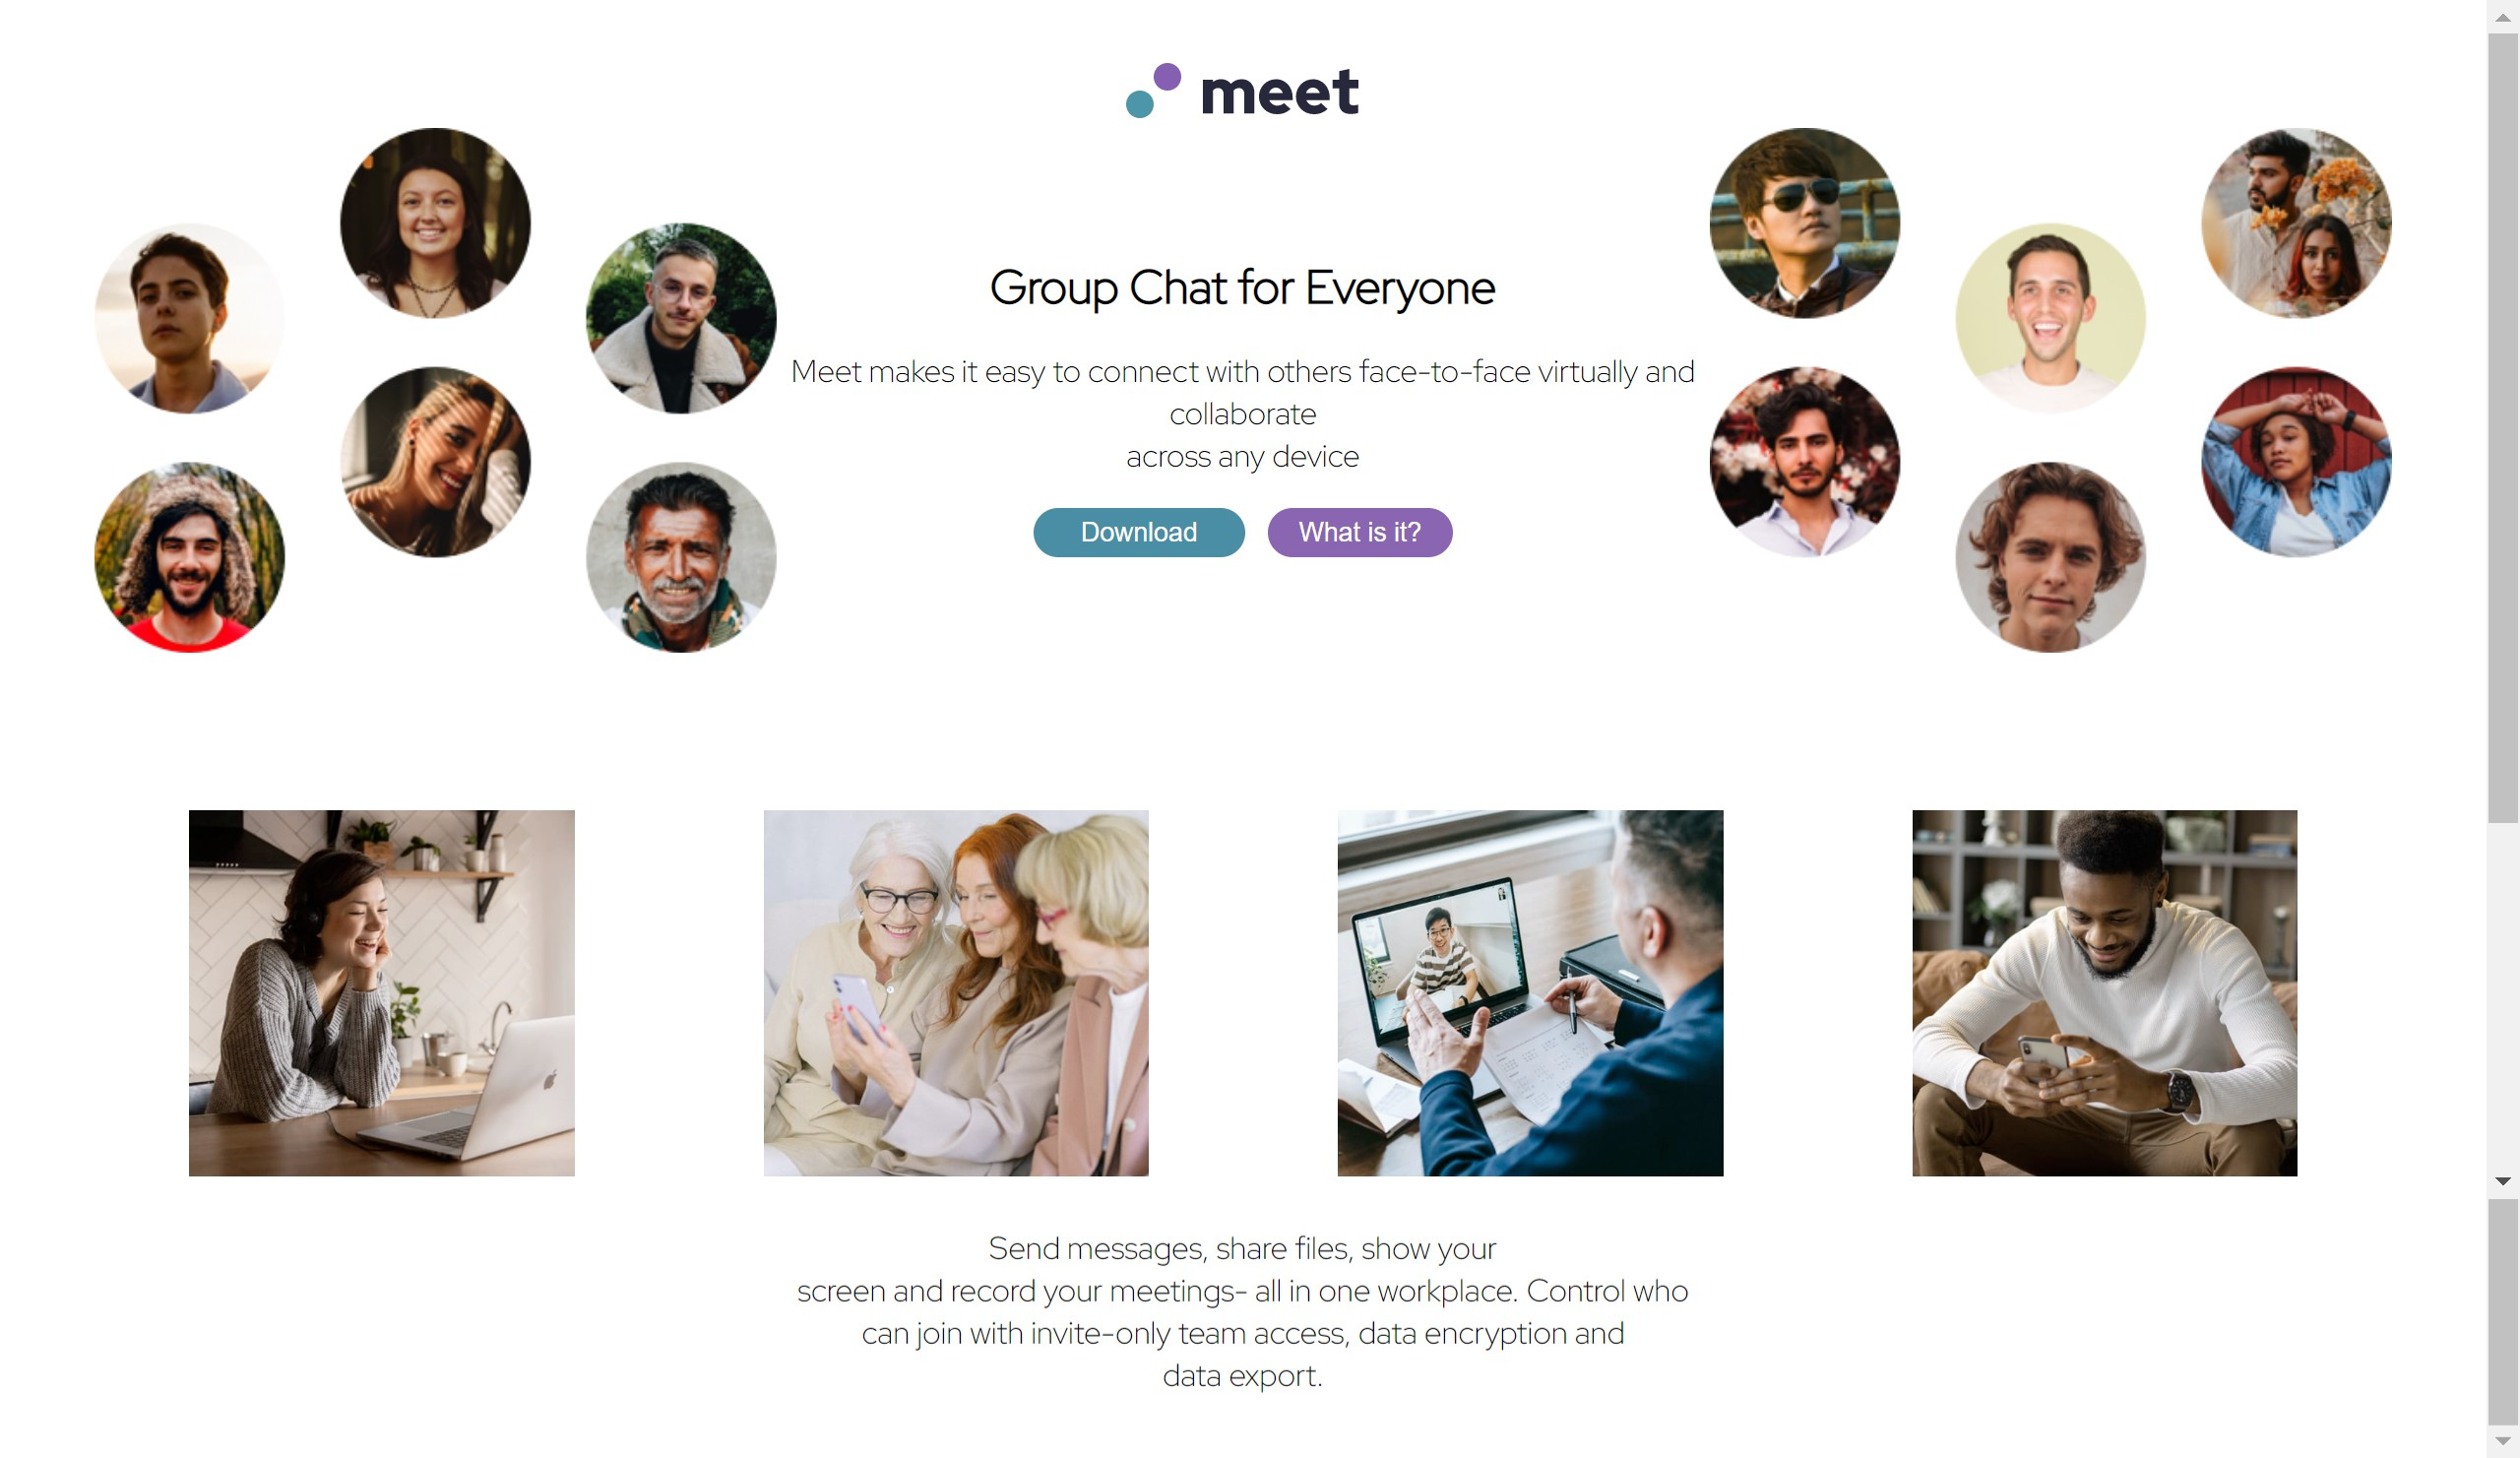 meet
Group Chat for Everyone
Meet makes it easy to connect with others face-to-face virtually and
collaborate
across any device
Download
What is it?
Send messages, share files, show your
screen and record your meetings- all in one workplace. Control who
can join with invite-only team access, data encryption and
data export.